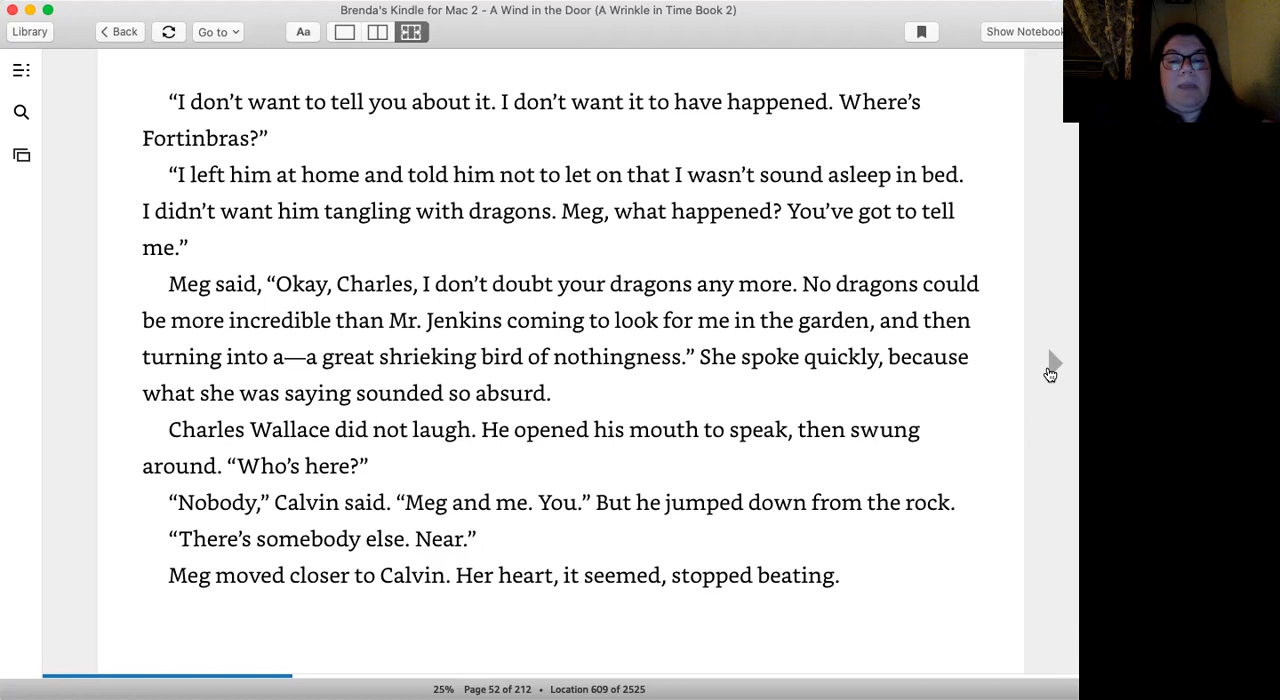 Brenda's Kindle for Mac 2 - A Wind in the Door (A Wrinkle in Time Book 2)
Library
Back
Go to
Aa
Show Notebook
“I don’t want to tell you about it. I don’t want it to have happened. Where’s
Fortinbras?”
“I left him at home and told him not to let on that I wasn’t sound asleep in bed.
I didn’t want him tangling with dragons. Meg, what happened? You’ve got to tell
me.”
Meg said, “Okay, Charles, I don’t doubt your dragons any more. No dragons could
be more incredible than Mr. Jenkins coming to look for me in the garden, and then
turning into a—a great shrieking bird of nothingness.” She spoke quickly, because
what she was saying sounded so absurd.
Charles Wallace did not laugh. He opened his mouth to speak, then swung
around. “Who’s here?”
“Nobody,” Calvin said. “Meg and me. You.” But he jumped down from the rock.
“There’s somebody else. Near.”
Meg moved closer to Calvin. Her heart, it seemed, stopped beating.
25% Page 52 of 212 • Location 609 of 2525